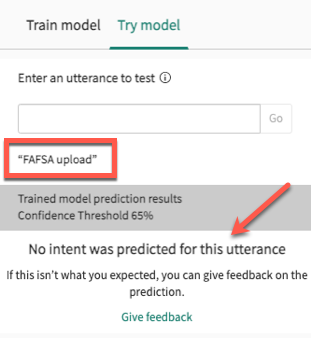 Train model Try model
Enter an utterance to test ⓘ
Go
“FAFSA upload”
Trained model prediction results
Confidence Threshold 65%
No intent was predicted for this utterance
If this isn't what you expected, you can give feedback on the
prediction.
Give feedback